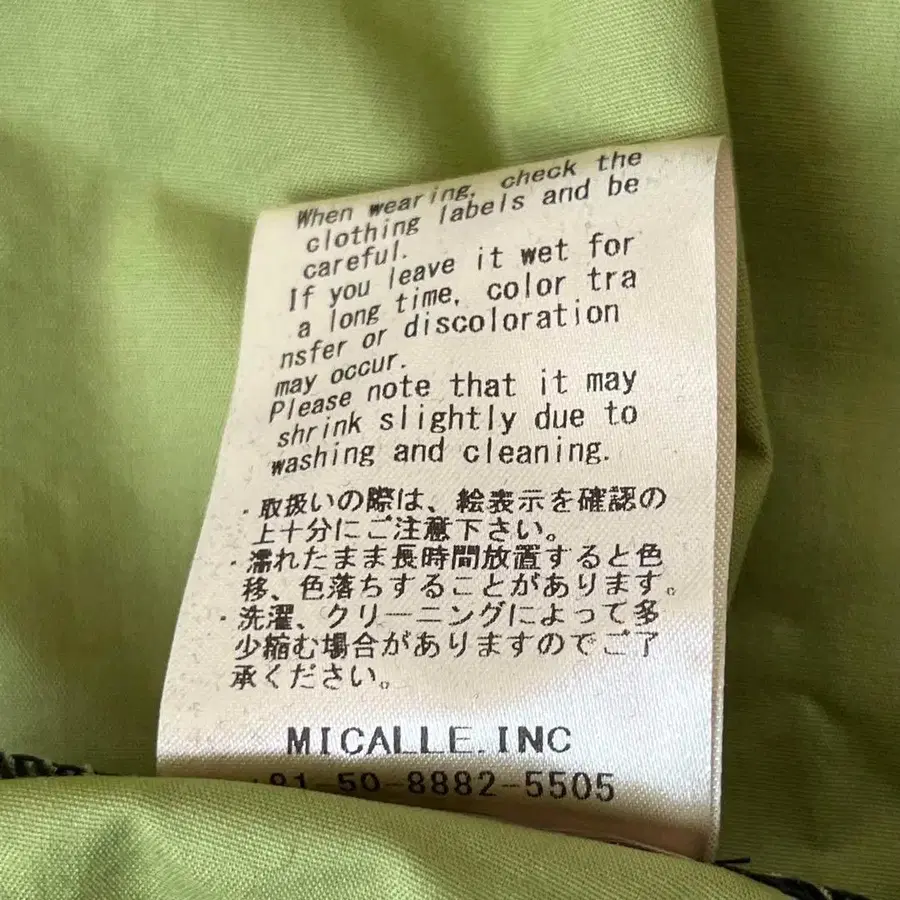 When wearing, check the
clothing labels and be
careful.
If you leave it wet for
a long time, color tra
nsfer or discoloration
may occur.
Please note that it may
shrink slightly due to
washing and cleaning.
・取扱いの際は、絵表示を確認の
上十分にご注意下さい。
・濡れたまま長時間放置すると色
移、色落ちすることがあります。
・洗濯、クリーニングによって多
少縮む場合がありますのでご了
承ください。
MICALLE.INC
+81-50-8882-5505